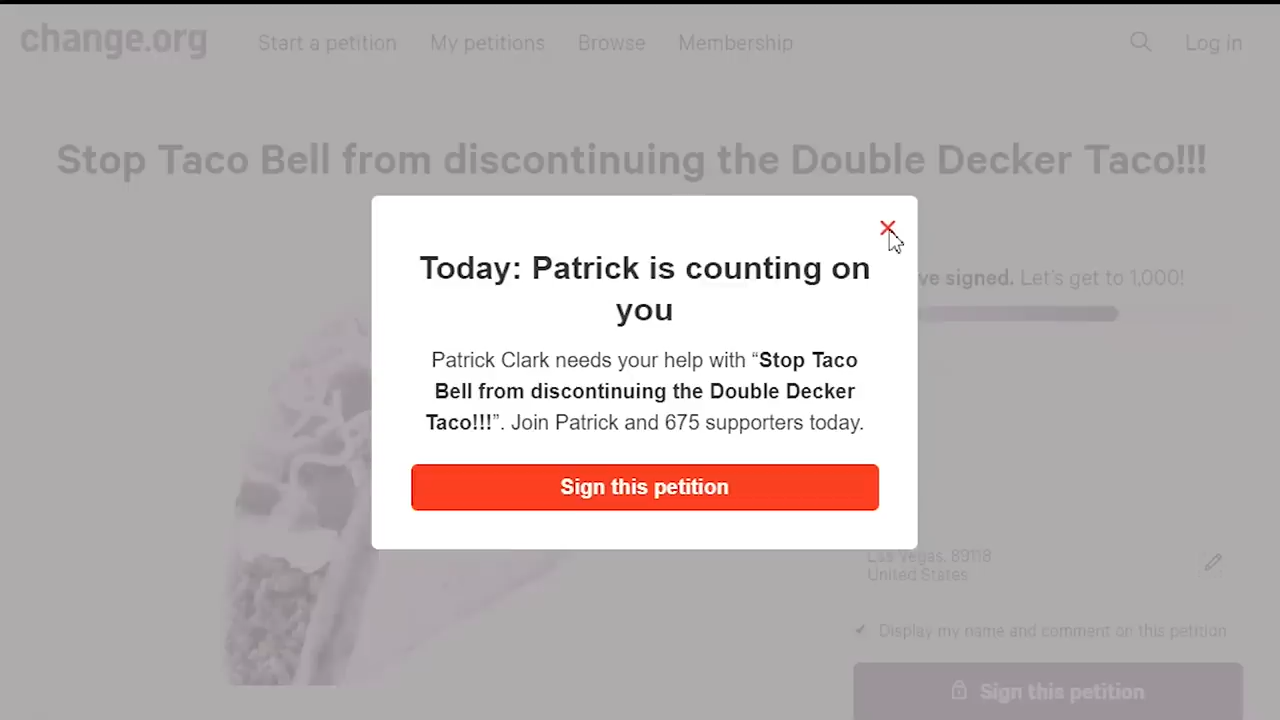 change.org
Start a petition
My petitions
Browse
Membership
Log in
Stop Taco Bell from discontinuing the Double Decker Taco!!!
Today: Patrick is counting on
you
ve signed. Let's get to 1,000!
Patrick Clark needs your help with “Stop Taco
Bell from discontinuing the Double Decker
Taco!!!”. Join Patrick and 675 supporters today.
Sign this petition
Las Vegas, 89118
United States
Display my name and comment on this petition
Sign this petition